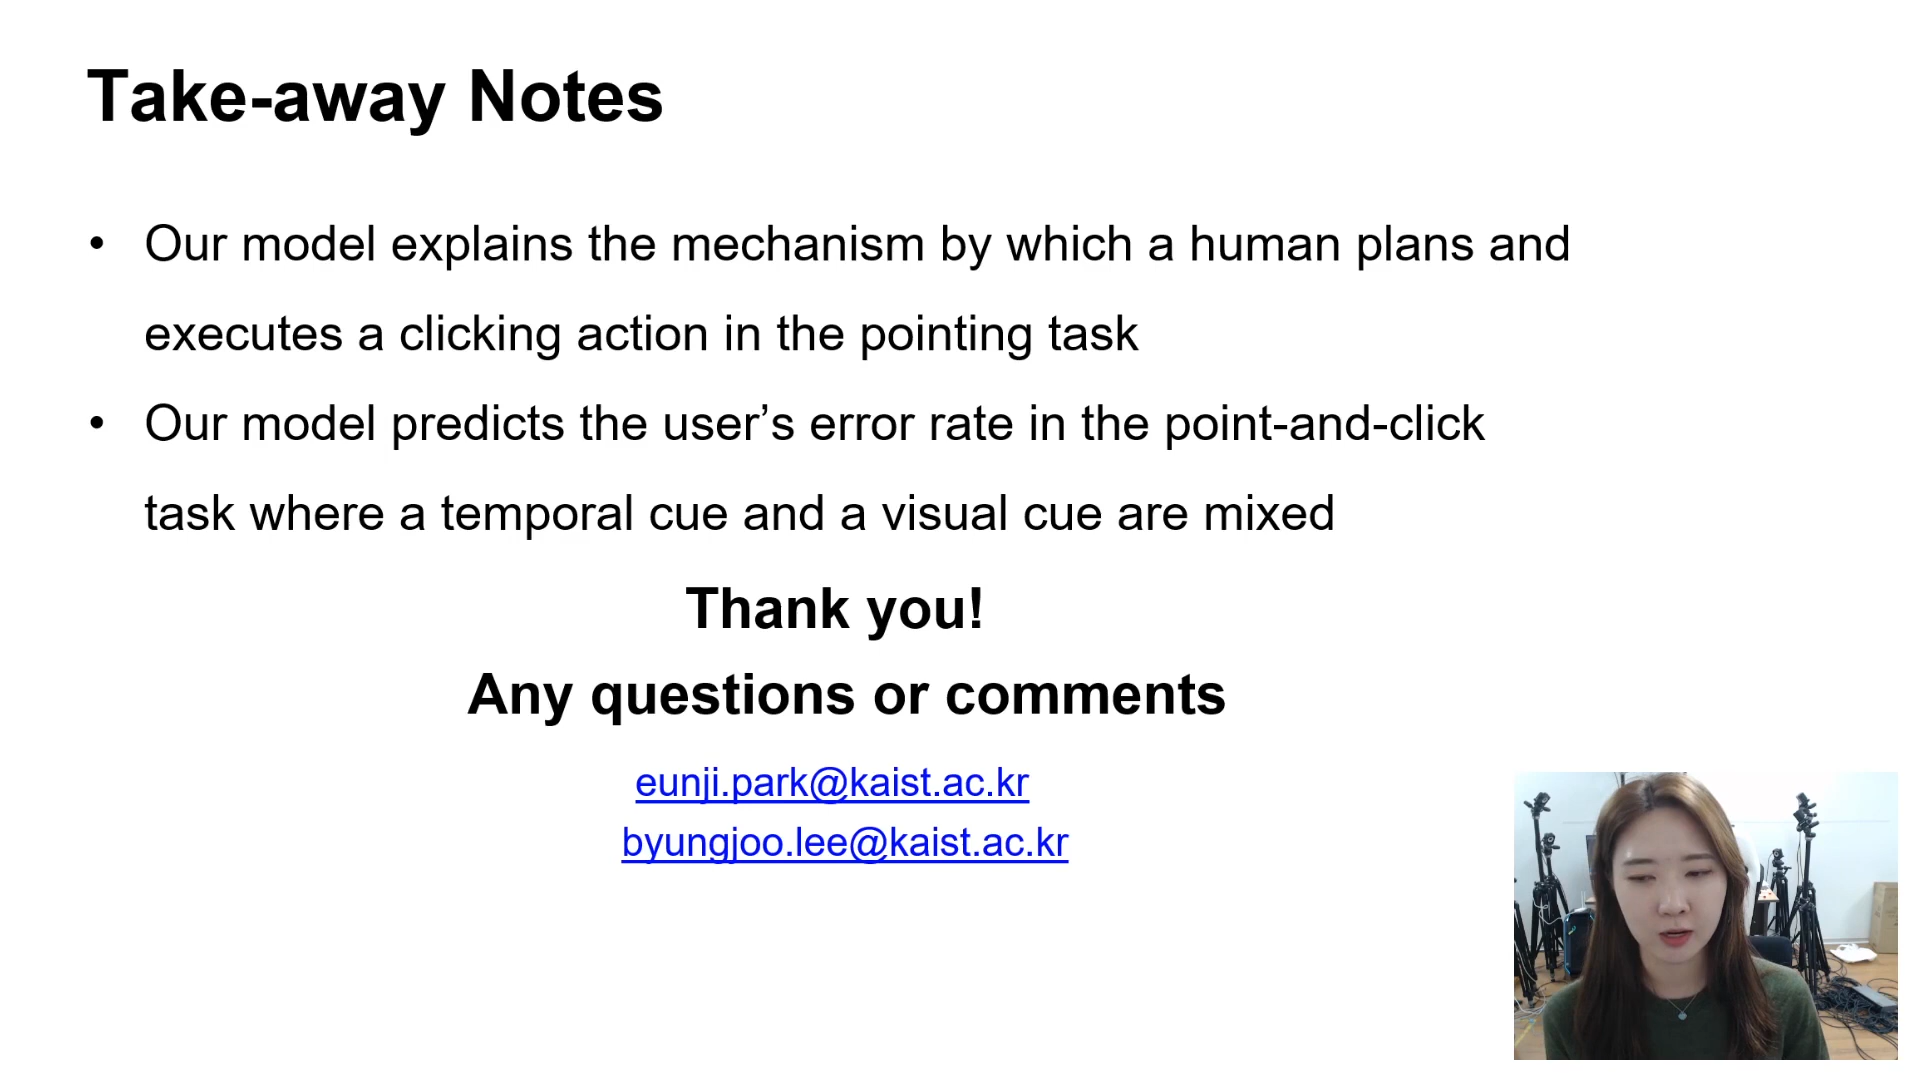 Take-away Notes
• Our model explains the mechanism by which a human plans and
executes a clicking action in the pointing task
• Our model predicts the user’s error rate in the point-and-click
task where a temporal cue and a visual cue are mixed
Thank you!
Any questions or comments
eunji.park@kaist.ac.kr
byungjoo.lee@kaist.ac.kr